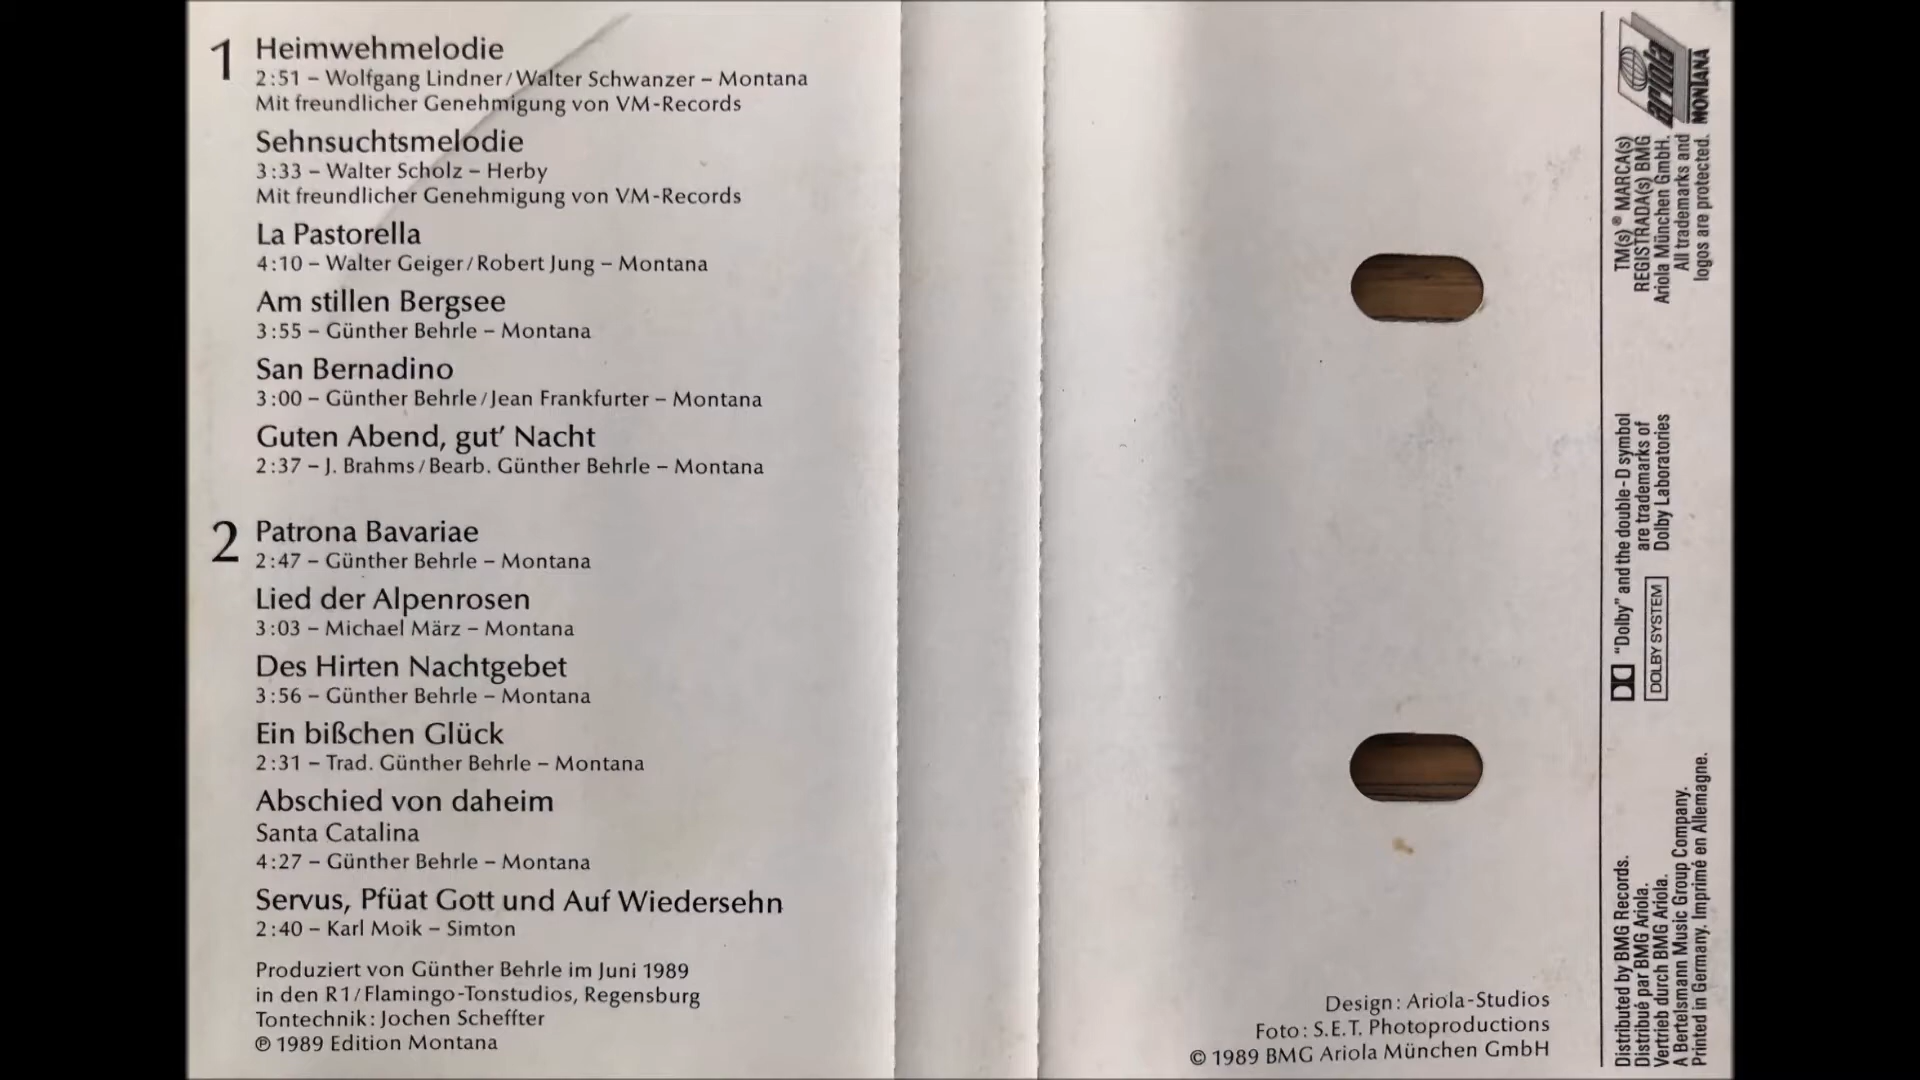 1
Heimwehmelodie
2:51 – Wolfgang Lindner/Walter Schwanzer – Montana
Mit freundlicher Genehmigung von VM-Records
Sehnsuchtsmelodie
3:33 – Walter Scholz – Herby
Mit freundlicher Genehmigung von VM-Records
La Pastorella
4:10 – Walter Geiger/Robert Jung – Montana
Am stillen Bergsee
3:55 – Günther Behrle – Montana
San Bernadino
3:00 – Günther Behrle/Jean Frankfurter – Montana
Guten Abend, gut' Nacht
2:37 – J. Brahms/Bearb. Günther Behrle – Montana
2
Patrona Bavariae
2:47 – Günther Behrle – Montana
Lied der Alpenrosen
3:03 – Michael März – Montana
Des Hirten Nachtgebet
3:56 – Günther Behrle – Montana
Ein bißchen Glück
2:31 – Trad. Günther Behrle – Montana
Abschied von daheim
Santa Catalina
4:27 – Günther Behrle – Montana
Servus, Pfüat Gott und Auf Wiedersehn
2:40 – Karl Moik – Simton
Produziert von Günther Behrle im Juni 1989
in den R1/Flamingo-Tonstudios, Regensburg
Tontechnik: Jochen Scheffter
℗ 1989 Edition Montana
Design: Ariola-Studios
Foto: S.E.T. Photoproductions
© 1989 BMG Ariola München GmbH
ariola
MONTANA
TM(s) ® MARCA(s)
REGISTRADA(s) BMG
Ariola München GmbH.
All trademarks and
logos are protected.
"Dolby" and the double-D symbol
are trademarks of
Dolby Laboratories
DOLBY SYSTEM
Distributed by BMG Records.
Distribué par BMG Ariola.
Vertrieb durch BMG Ariola.
A Bertelsmann Music Group Company.
Printed in Germany. Imprimé en Allemagne.